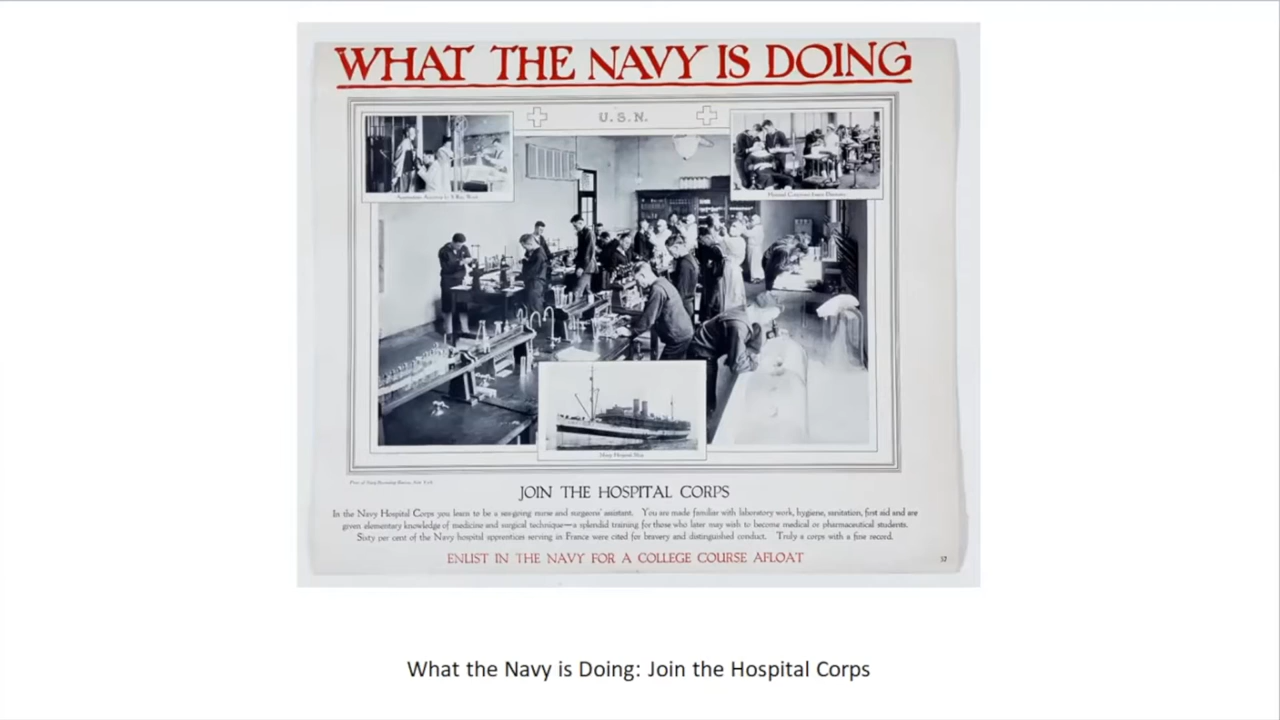 WHAT THE NAVY IS DOING
U. S. N.
Navy Hospital Ship
JOIN THE HOSPITAL CORPS
In the Navy Hospital Corps you learn to be a sea-going nurse and surgeons' assistant. You are made familiar with laboratory work, hygiene, sanitation, first aid and are
given elementary knowledge of medicine and surgical technique—a splendid training for those who later may wish to become medical or pharmaceutical students.
Sixty per cent of the Navy hospital apprentices serving in France were cited for bravery and distinguished conduct. Truly a corps with a fine record.
ENLIST IN THE NAVY FOR A COLLEGE COURSE AFLOAT
What the Navy is Doing: Join the Hospital Corps